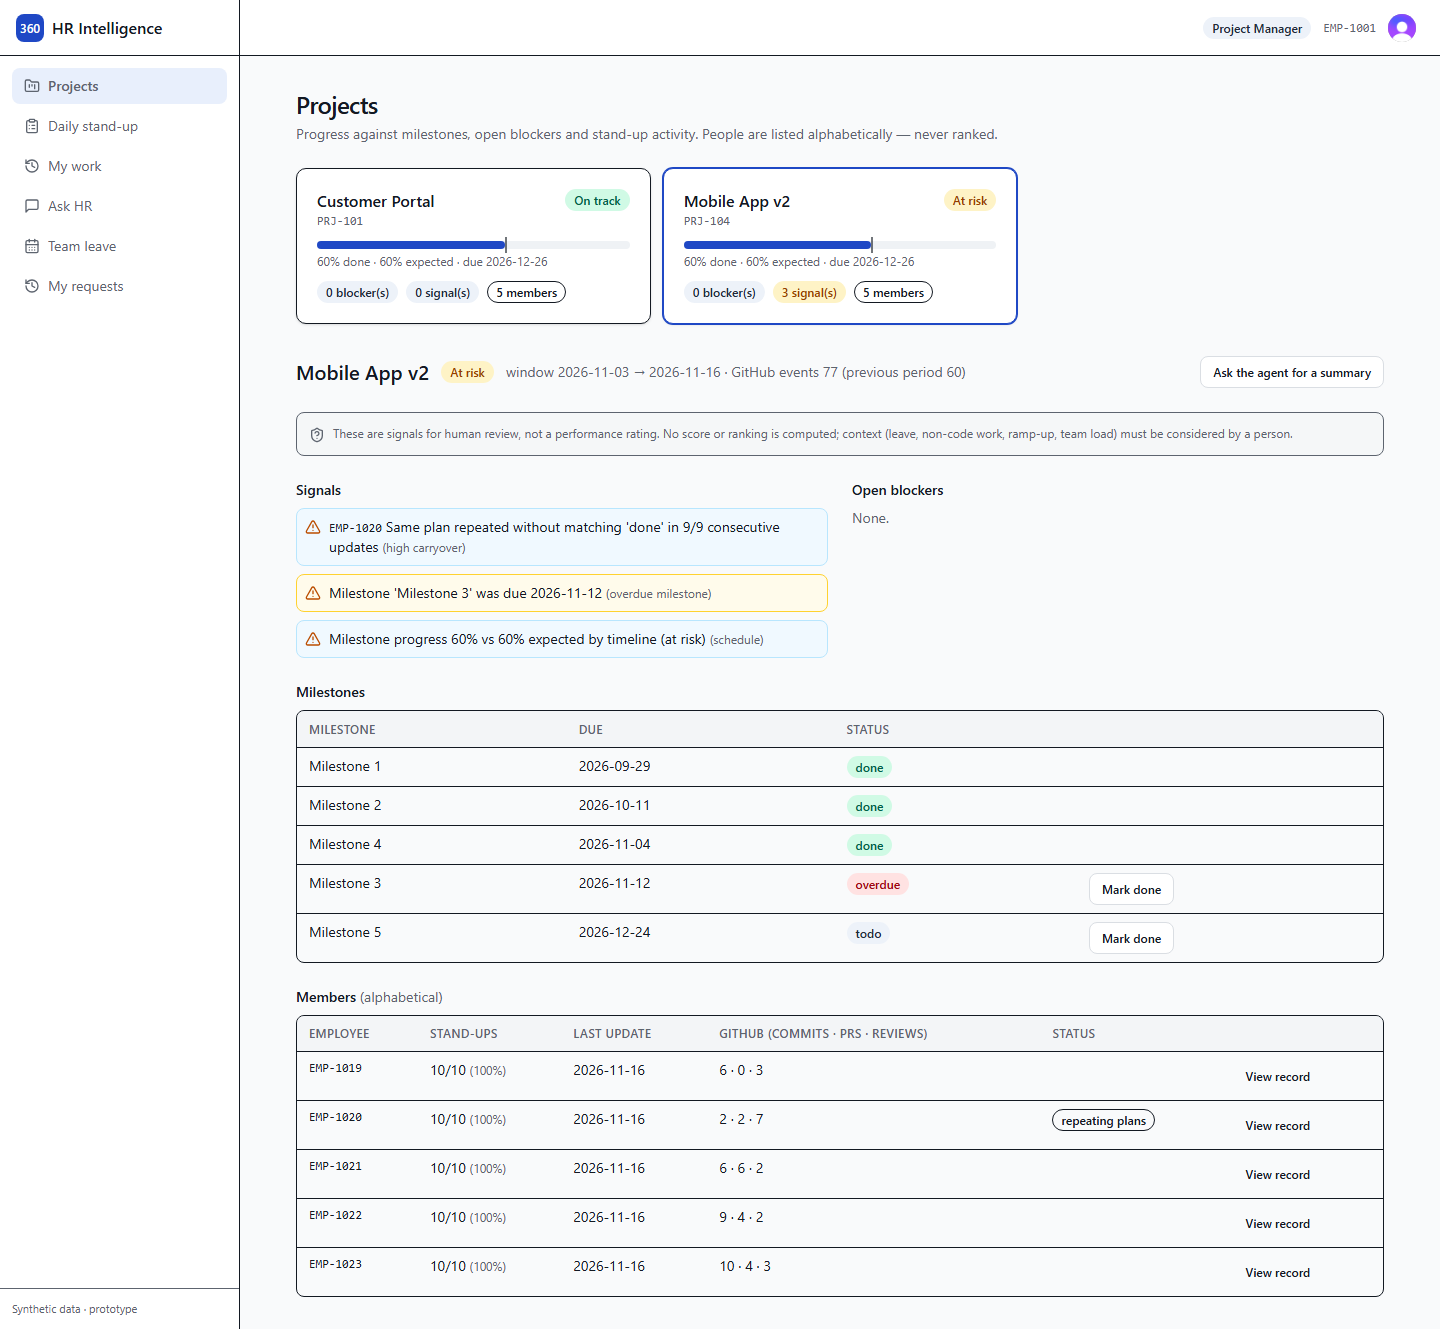 360 HR Intelligence
Project Manager EMP-1001
Projects
Daily stand-up
My work
Ask HR
Team leave
My requests
Synthetic data · prototype
Projects
Progress against milestones, open blockers and stand-up activity. People are listed alphabetically — never ranked.
Customer Portal On track
PRJ-101
60% done · 60% expected · due 2026-12-26
0 blocker(s) 0 signal(s) 5 members
Mobile App v2 At risk
PRJ-104
60% done · 60% expected · due 2026-12-26
0 blocker(s) 3 signal(s) 5 members
Mobile App v2 At risk window 2026-11-03 → 2026-11-16 · GitHub events 77 (previous period 60) Ask the agent for a summary
These are signals for human review, not a performance rating. No score or ranking is computed; context (leave, non-code work, ramp-up, team load) must be considered by a person.
Signals
EMP-1020 Same plan repeated without matching 'done' in 9/9 consecutive
updates (high carryover)
Milestone 'Milestone 3' was due 2026-11-12 (overdue milestone)
Milestone progress 60% vs 60% expected by timeline (at risk) (schedule)
Open blockers
None.
Milestones
MILESTONE DUE STATUS
Milestone 1 2026-09-29 done
Milestone 2 2026-10-11 done
Milestone 4 2026-11-04 done
Milestone 3 2026-11-12 overdue Mark done
Milestone 5 2026-12-24 todo Mark done
Members (alphabetical)
EMPLOYEE STAND-UPS LAST UPDATE GITHUB (COMMITS · PRS · REVIEWS) STATUS
EMP-1019 10/10 (100%) 2026-11-16 6 · 0 · 3 View record
EMP-1020 10/10 (100%) 2026-11-16 2 · 2 · 7 repeating plans View record
EMP-1021 10/10 (100%) 2026-11-16 6 · 6 · 2 View record
EMP-1022 10/10 (100%) 2026-11-16 9 · 4 · 2 View record
EMP-1023 10/10 (100%) 2026-11-16 10 · 4 · 3 View record